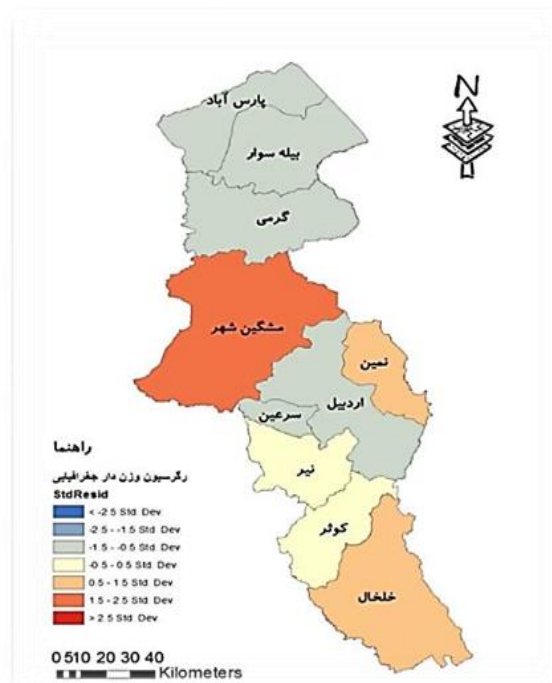 N
پارس آباد
بیله سوار
گرمی
مشگین شهر
نمین
اردبیل
سرعین
نیر
کوثر
خلخال
راهنما
رگرسیون وزن دار جغرافیایی
StdResid
< -2.5 Std. Dev
-2.5 - -1.5 Std. Dev
-1.5 - -0.5 Std. Dev
-0.5 - 0.5 Std. Dev
0.5 - 1.5 Std. Dev
1.5 - 2.5 Std. Dev
> 2.5 Std. Dev
0 5 10 20 30 40
Kilometers